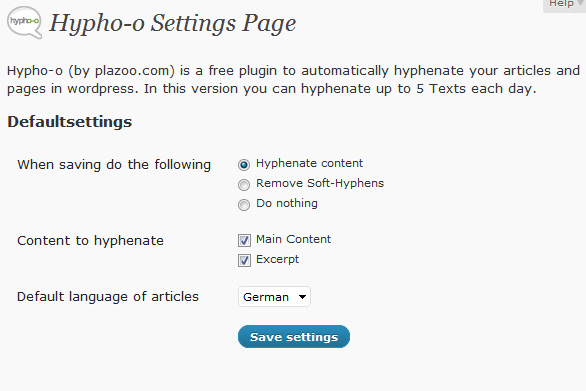 Help
hypho-o
Hypho-o Settings Page
Hypho-o (by plazoo.com) is a free plugin to automatically hyphenate your articles and
pages in wordpress. In this version you can hyphenate up to 5 Texts each day.
Defaultsettings
When saving do the following
Hyphenate content
Remove Soft-Hyphens
Do nothing
Content to hyphenate
Main Content
Excerpt
Default language of articles
German
Save settings